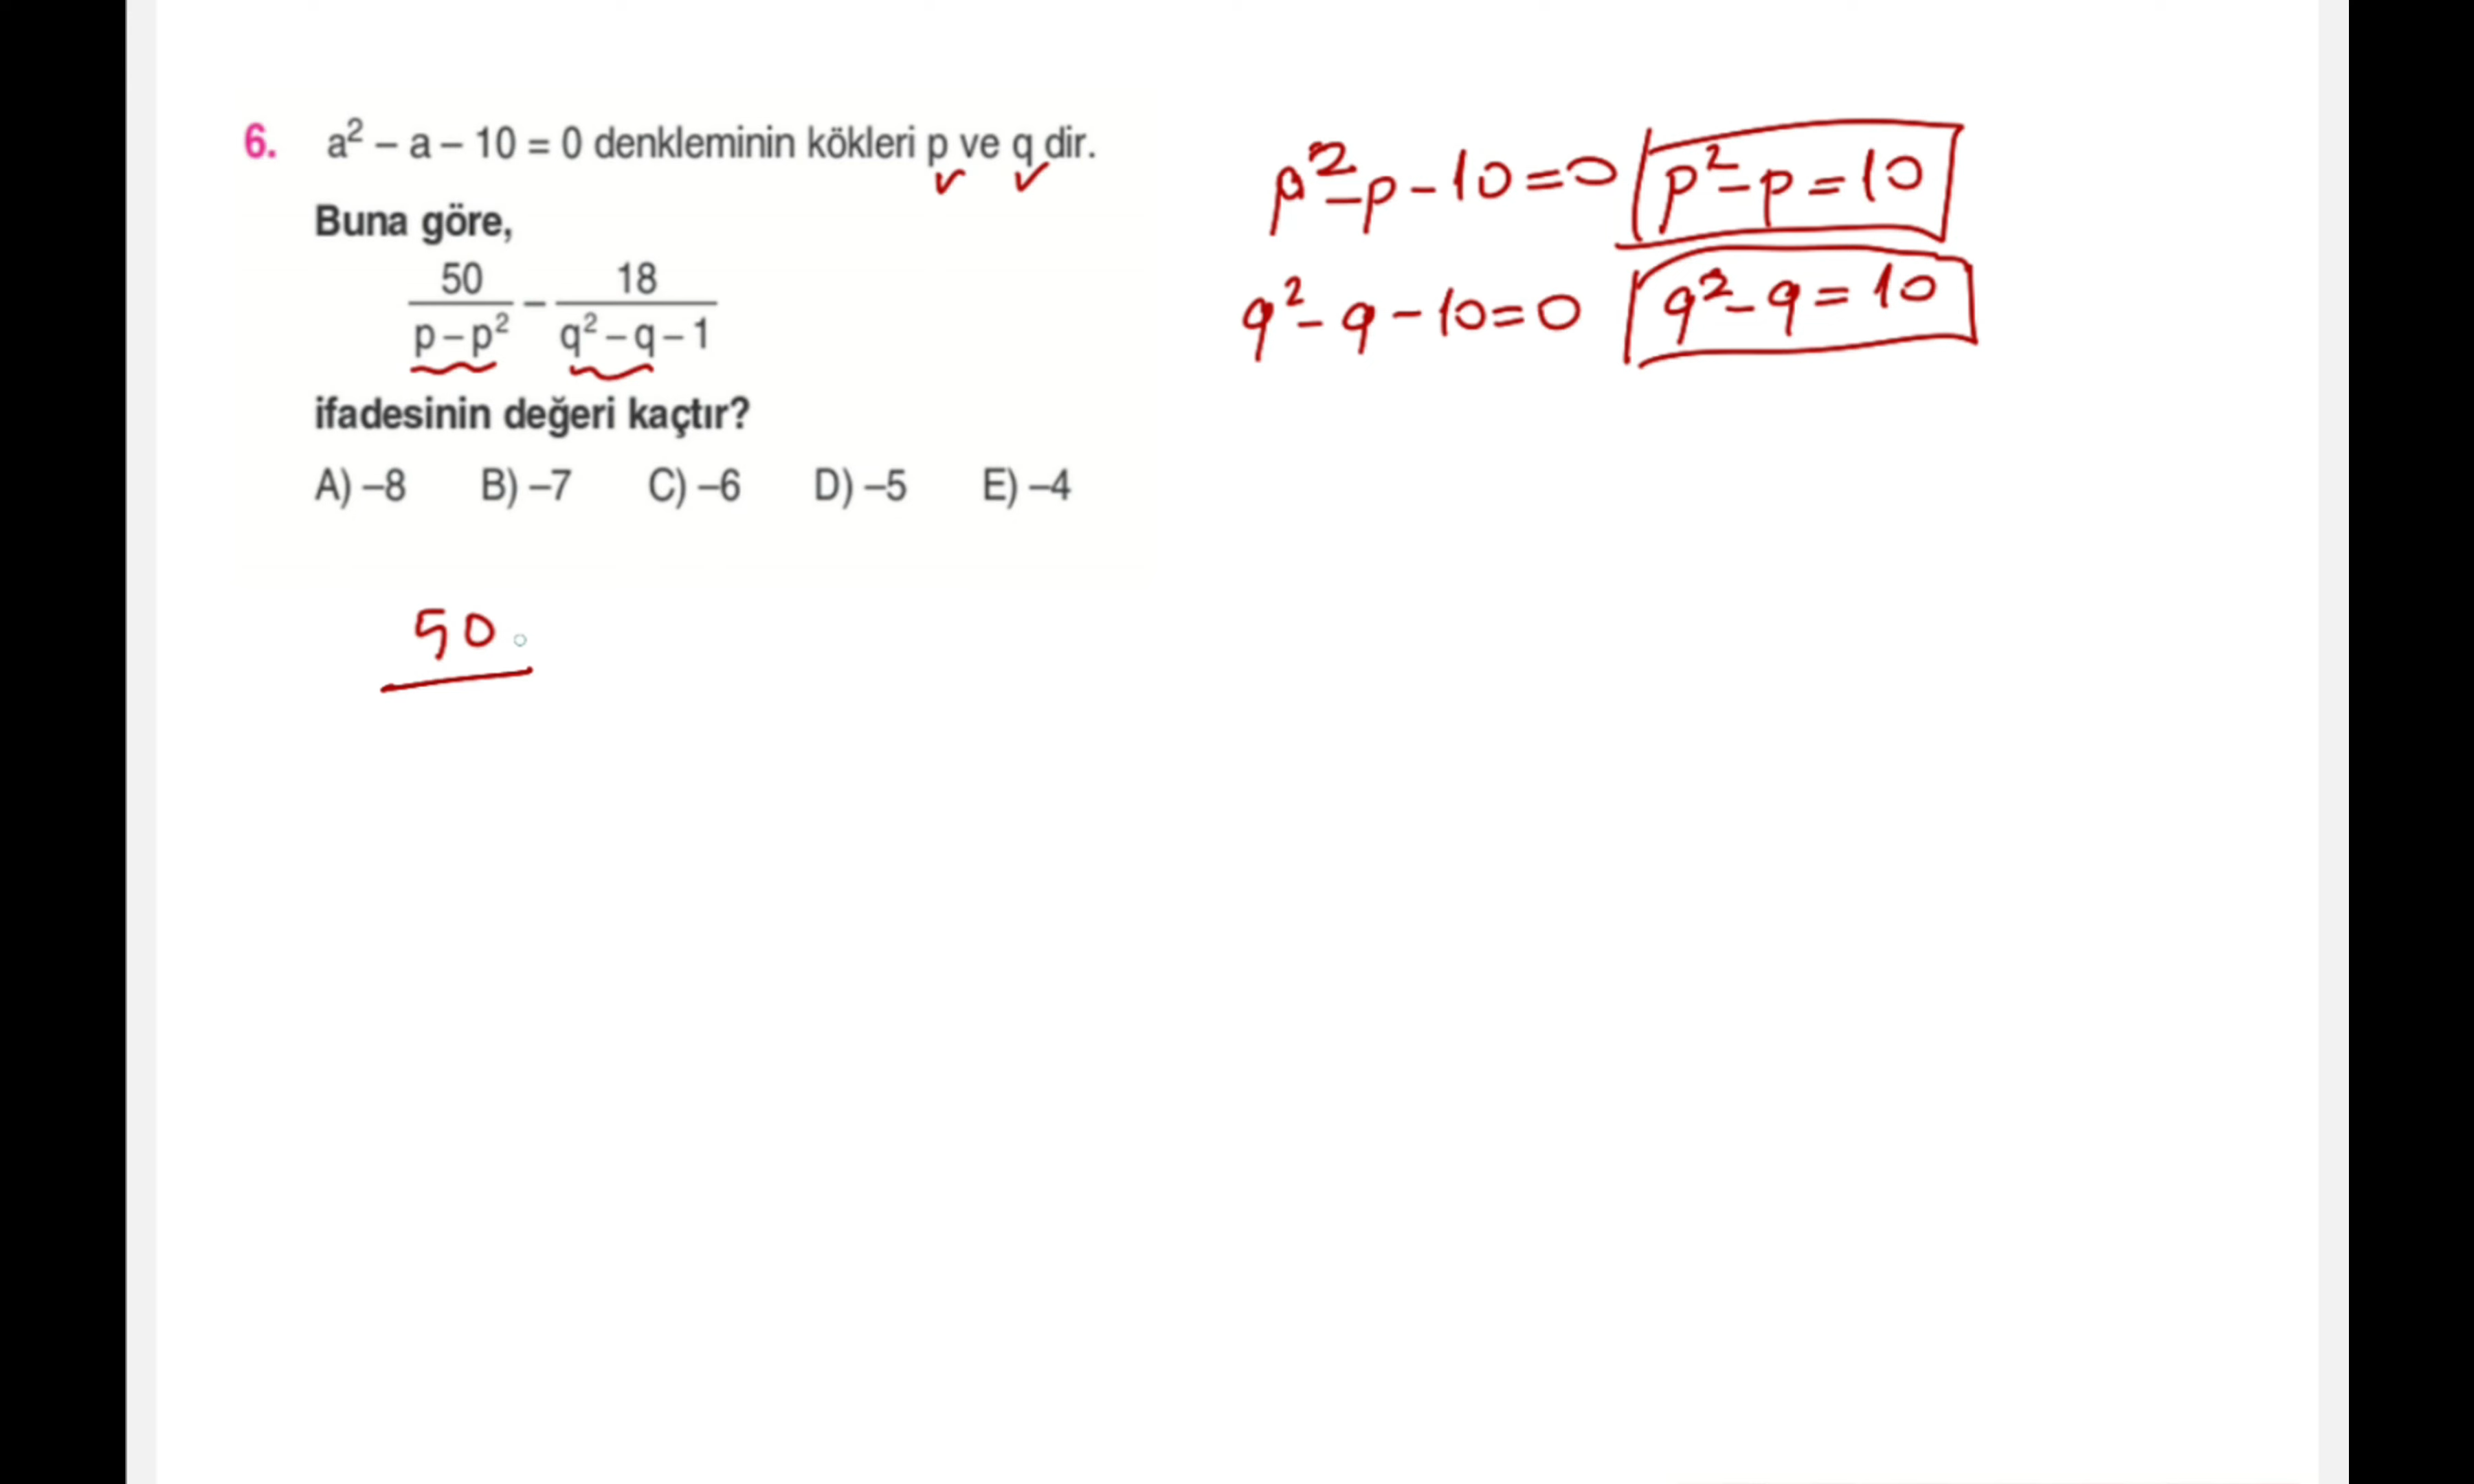 6. a² – a – 10 = 0 denkleminin kökleri p ve q dir.
Buna göre,
50/(p – p²) – 18/(q² – q – 1)
ifadesinin değeri kaçtır?
A) –8 B) –7 C) –6 D) –5 E) –4
p² – p – 10 = 0 p² – p = 10
q² – q – 10 = 0 q² – q = 10
50